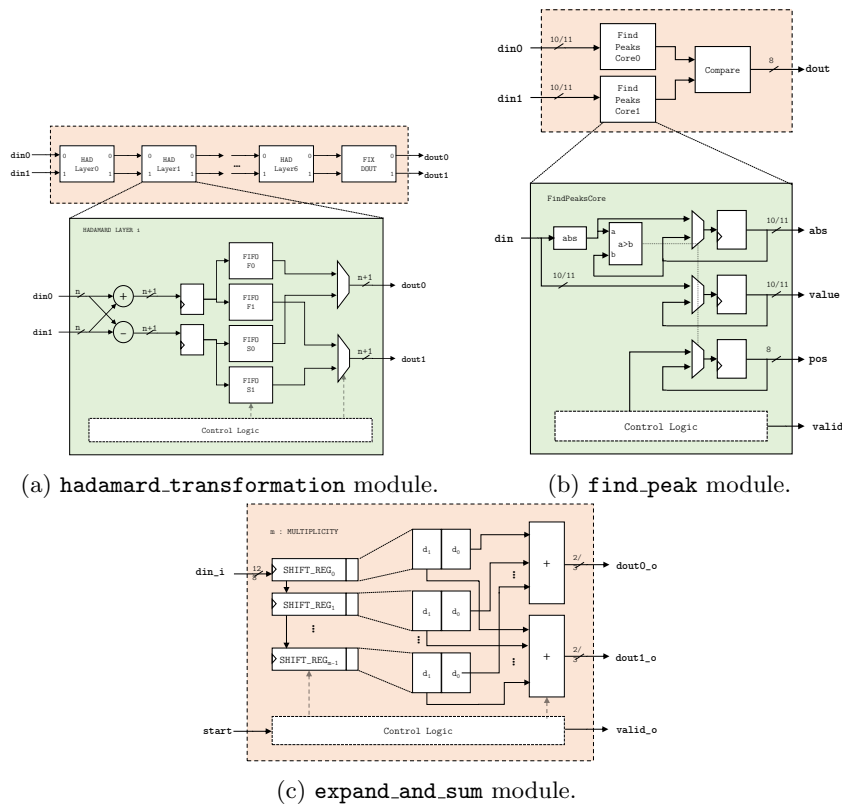 din0
din1
0
1
HAD
Layer0
0
1
0
1
HAD
Layer1
0
1
...
0
1
HAD
Layer6
0
1
0
1
FIX
DOUT
0
1
dout0
dout1
HADAMARD LAYER i
din0
n
+
n+1
din1
n
-
n+1
FIFO
F0
FIFO
F1
FIFO
S0
FIFO
S1
n+1
dout0
n+1
dout1
Control Logic
(a) hadamard_transformation module.
din0
10/11
Find
Peaks
Core0
din1
10/11
Find
Peaks
Core1
Compare
8
dout
FindPeaksCore
din
abs
a
b
a>b
10/11
10/11
abs
10/11
value
8
pos
Control Logic
valid
(b) find_peak module.
m : MULTIPLICITY
din_i
128
SHIFT_REG0
SHIFT_REG1
⋮
SHIFT_REGm-1
d1
d0
d1
d0
⋮
d1
d0
⋮
⋮
+
2/3
dout0_o
+
2/3
dout1_o
start
Control Logic
valid_o
(c) expand_and_sum module.